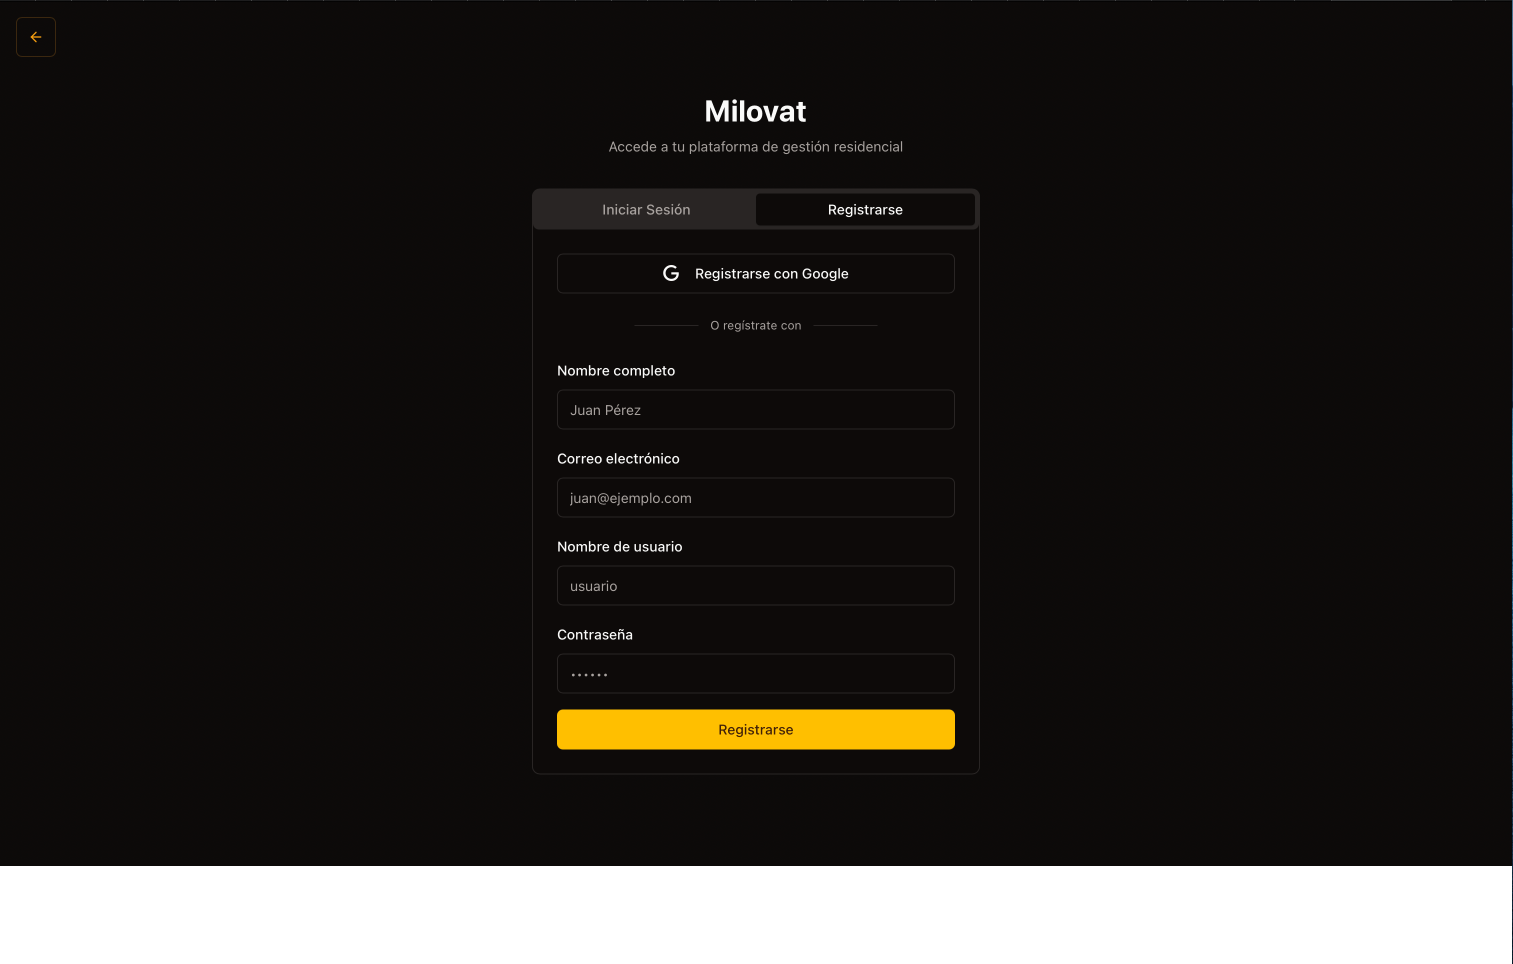 Milovat
Accede a tu plataforma de gestión residencial
Iniciar Sesión
Registrarse
Registrarse con Google
O regístrate con
Nombre completo
Juan Pérez
Correo electrónico
juan@ejemplo.com
Nombre de usuario
usuario
Contraseña
••••••
Registrarse